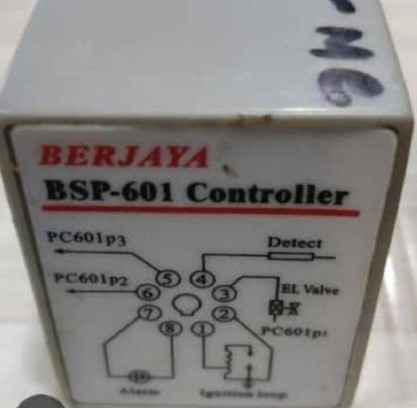 MC
BERJAYA
BSP-601 Controller
PC601p3
Detect
5 4
PC601p2
6 3
EL Valve
7 2
8 1
PC601p1
Alarm
Ignition loop